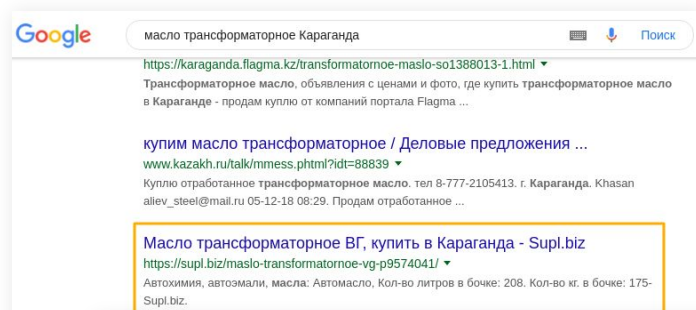 Google
масло трансформаторное Караганда
Поиск
https://karaganda.flagma.kz/transformatornoe-maslo-so1388013-1.html
Трансформаторное масло, объявления с ценами и фото, где купить трансформаторное масло
в Караганде - продам куплю от компаний портала Flagma ...
купим масло трансформаторное / Деловые предложения ...
www.kazakh.ru/talk/mmess.phtml?idt=88839
Куплю отработанное трансформаторное масло. тел 8-777-2105413. г. Караганда. Khasan
aliev_steel@mail.ru 05-12-18 08:29. Продам отработанное ...
Масло трансформаторное ВГ, купить в Караганде - Supl.biz
https://supl.biz/maslo-transformatornoe-vg-p9574041/
Автохимия, автоэмали, масла: Автомасло, Кол-во литров в бочке: 208. Кол-во кг. в бочке: 175-
Supl.biz.